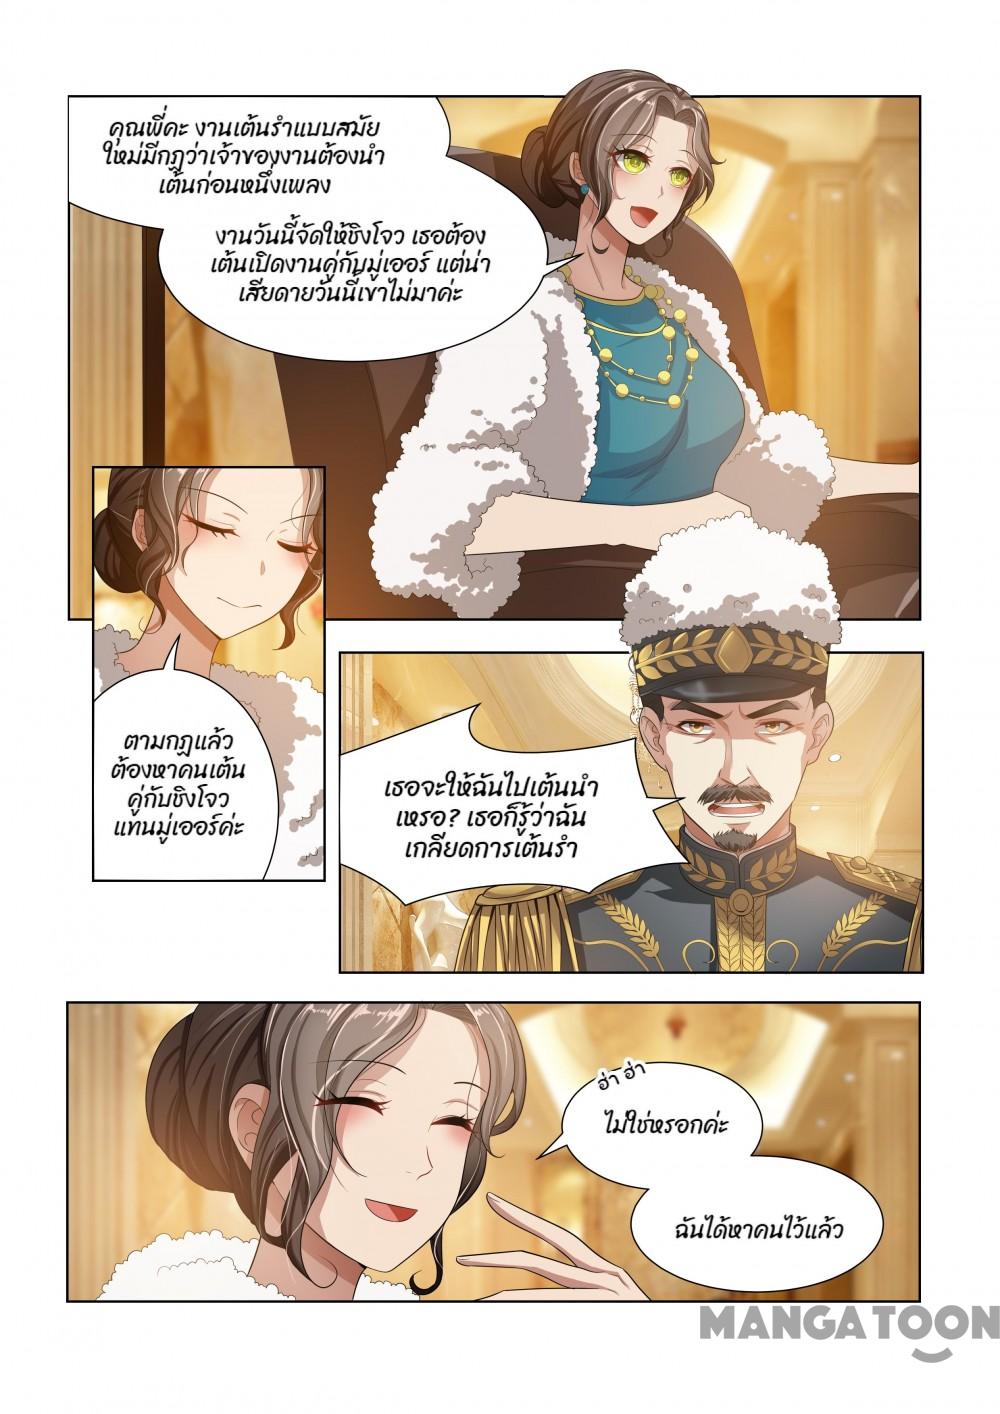 คุณพี่คะ งานเต้นรำแบบสมัย
ใหม่มีกฎว่าเจ้าของงานต้องนำ
เต้นก่อนหนึ่งเพลง
งานวันนี้จัดให้ชิงโจว เธอต้อง
เต้นเปิดงานคู่กับมู่เออร์ แต่น่า
เสียดายวันนี้เขาไม่มาค่ะ
ตามกฎแล้ว
ต้องหาคนเต้น
คู่กับชิงโจว
แทนมู่เออร์ค่ะ
เธอจะให้ฉันไปเต้นนำ
เหรอ? เธอก็รู้ว่าฉัน
เกลียดการเต้นรำ
ฮ่า ฮ่า
ไม่ใช่หรอกค่ะ
ฉันได้หาคนไว้แล้ว
MANGATOON